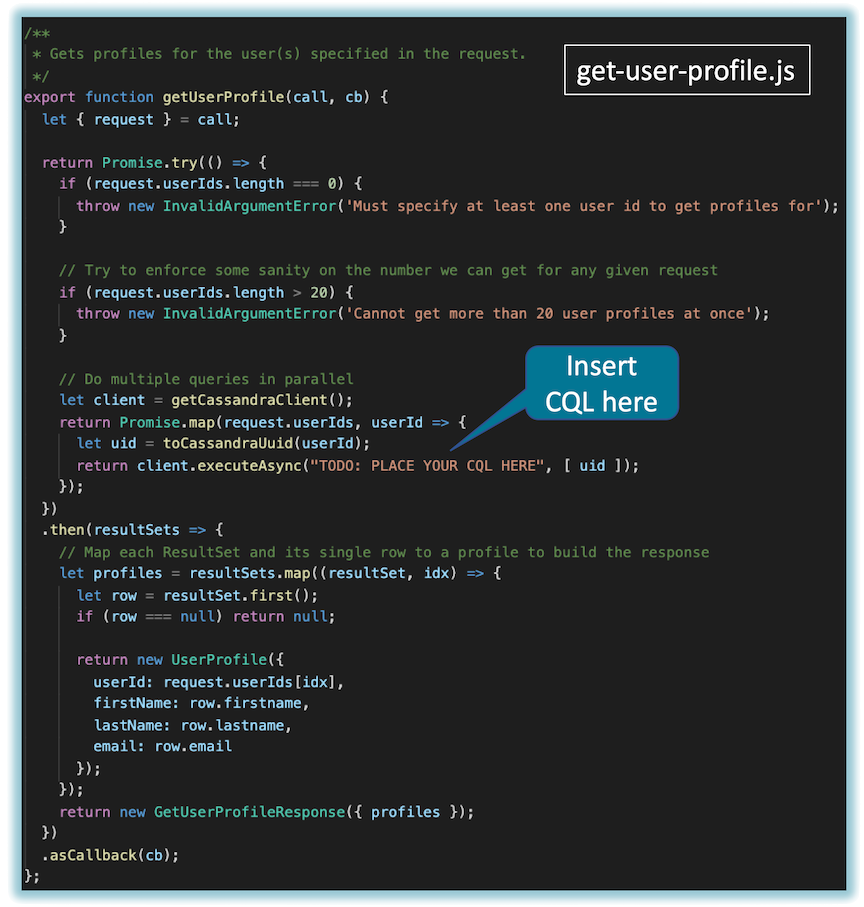 /**
 * Gets profiles for the user(s) specified in the request.
 */
get-user-profile.js
export function getUserProfile(call, cb) {
  let { request } = call;
  return Promise.try(() => {
    if (request.userIds.length === 0) {
      throw new InvalidArgumentError('Must specify at least one user id to get profiles for');
    }
    // Try to enforce some sanity on the number we can get for any given request
    if (request.userIds.length > 20) {
      throw new InvalidArgumentError('Cannot get more than 20 user profiles at once');
    }
    // Do multiple queries in parallel
    let client = getCassandraClient();
    return Promise.map(request.userIds, userId => {
      let uid = toCassandraUuid(userId);
      return client.executeAsync("TODO: PLACE YOUR CQL HERE", [ uid ]);
    });
Insert
CQL here
  })
  .then(resultSets => {
    // Map each ResultSet and its single row to a profile to build the response
    let profiles = resultSets.map((resultSet, idx) => {
      let row = resultSet.first();
      if (row === null) return null;
      return new UserProfile({
        userId: request.userIds[idx],
        firstName: row.firstname,
        lastName: row.lastname,
        email: row.email
      });
    });
    return new GetUserProfileResponse({ profiles });
  })
  .asCallback(cb);
};